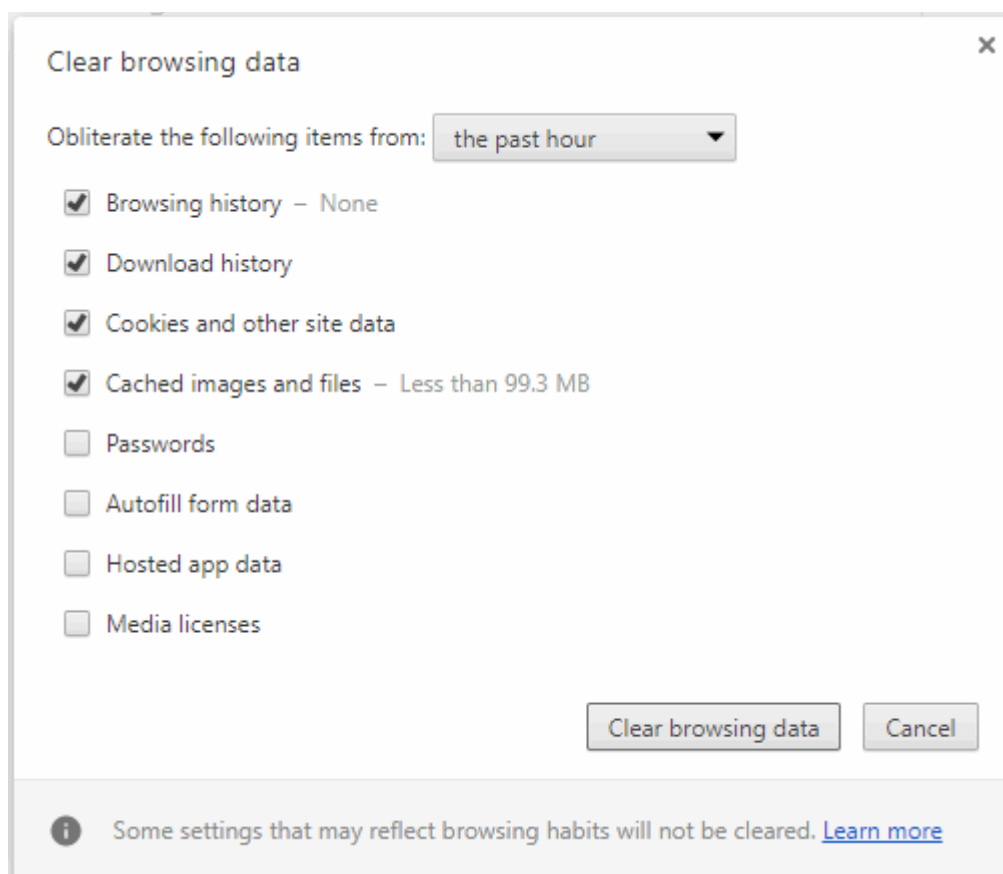 Clear browsing data
Obliterate the following items from: the past hour
Browsing history – None
Download history
Cookies and other site data
Cached images and files – Less than 99.3 MB
Passwords
Autofill form data
Hosted app data
Media licenses
Clear browsing data Cancel
Some settings that may reflect browsing habits will not be cleared. Learn more